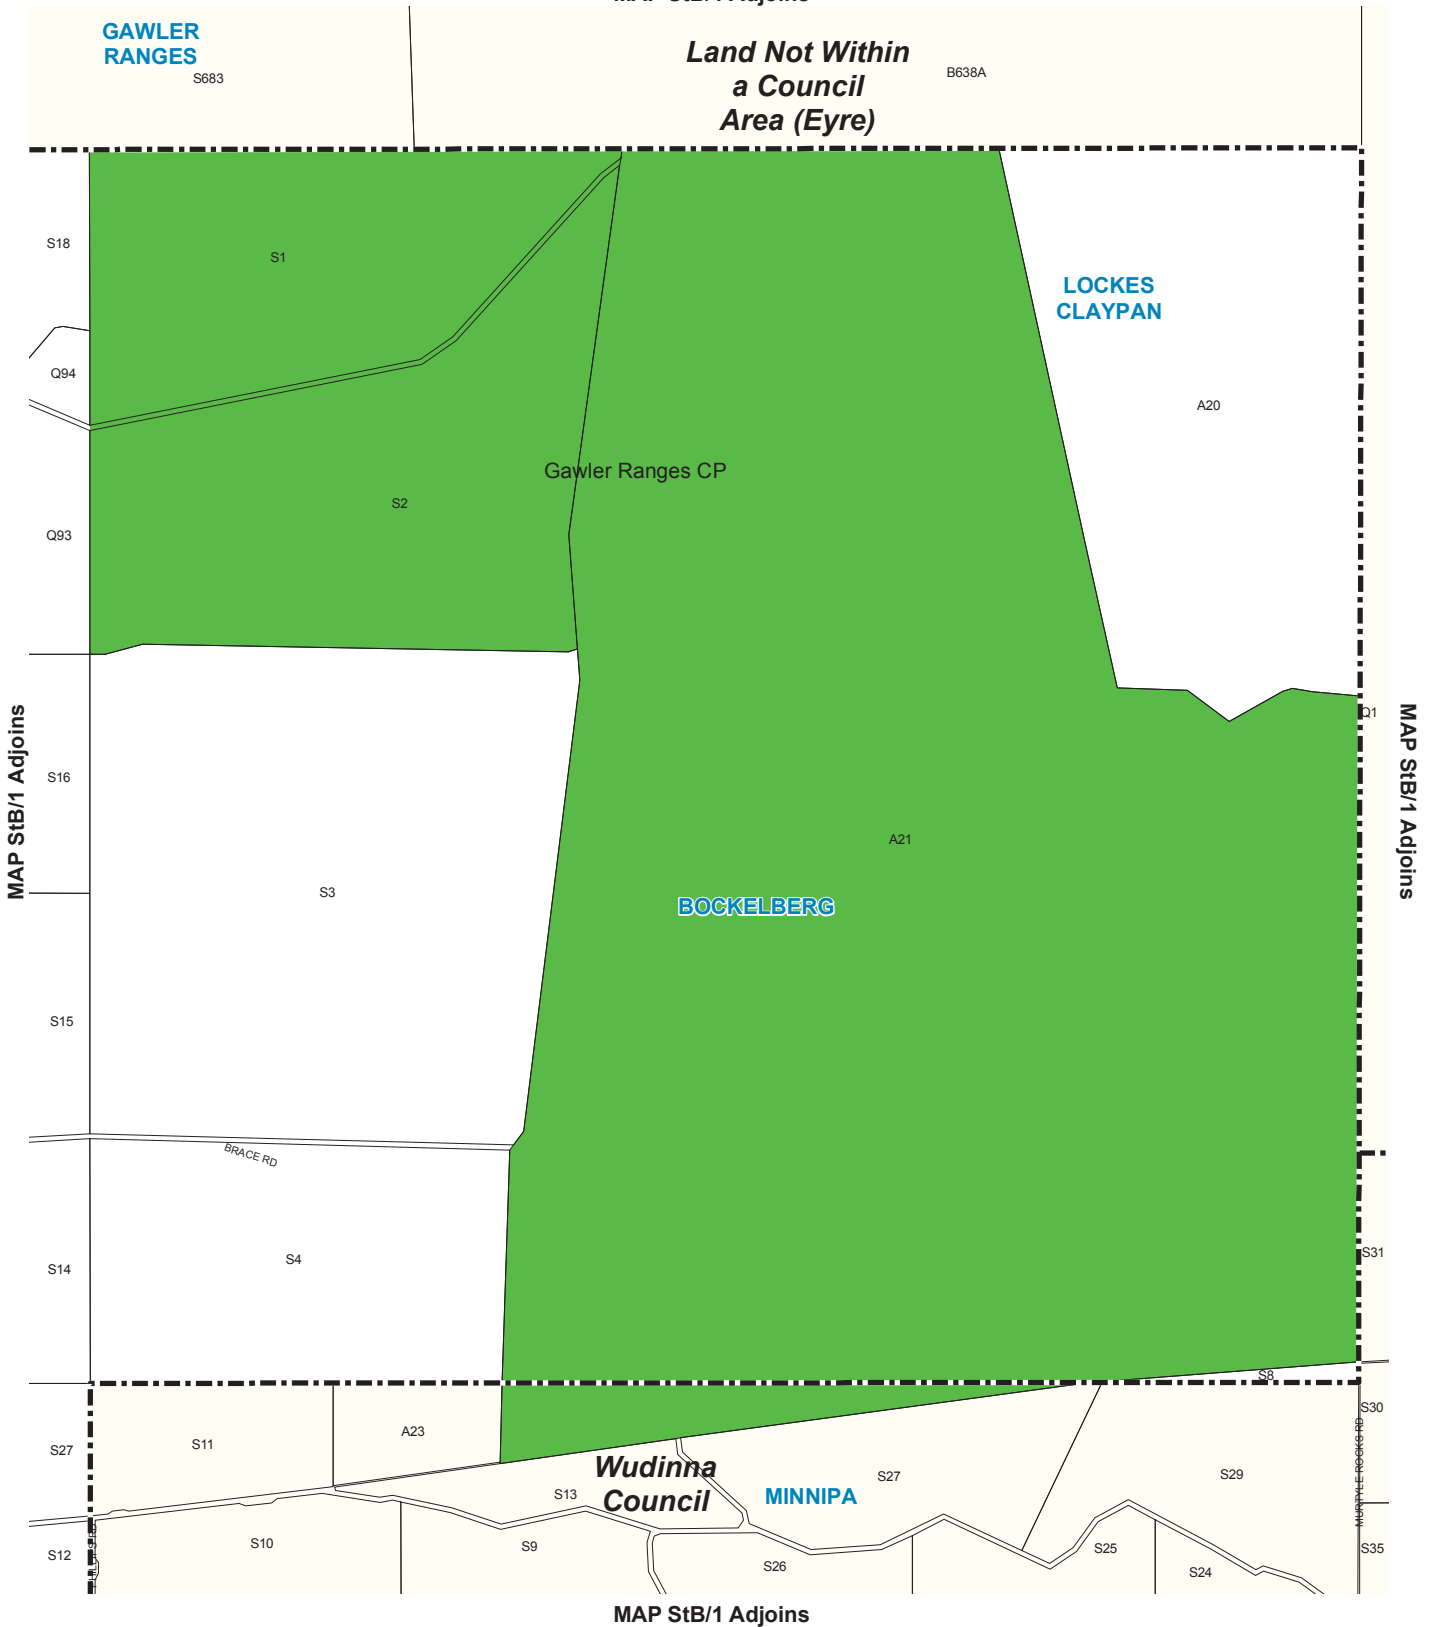 GAWLER
RANGES
S683
Land Not Within
a Council
Area (Eyre)
B638A
S18
S1
LOCKES
CLAYPAN
Q94
A20
Gawler Ranges CP
S2
Q93
MAP StB/1 Adjoins
Q1
MAP StB/1 Adjoins
S16
A21
S3
BOCKELBERG
S15
BRACE RD
S4
S14
S31
S8
S30
S27
S11
A23
Wudinna
Council
S27
S29
MURTYLE ROCKS RD
S13
MINNIPA
S12
S10
S9
S26
S25
S24
S35
MAP StB/1 Adjoins